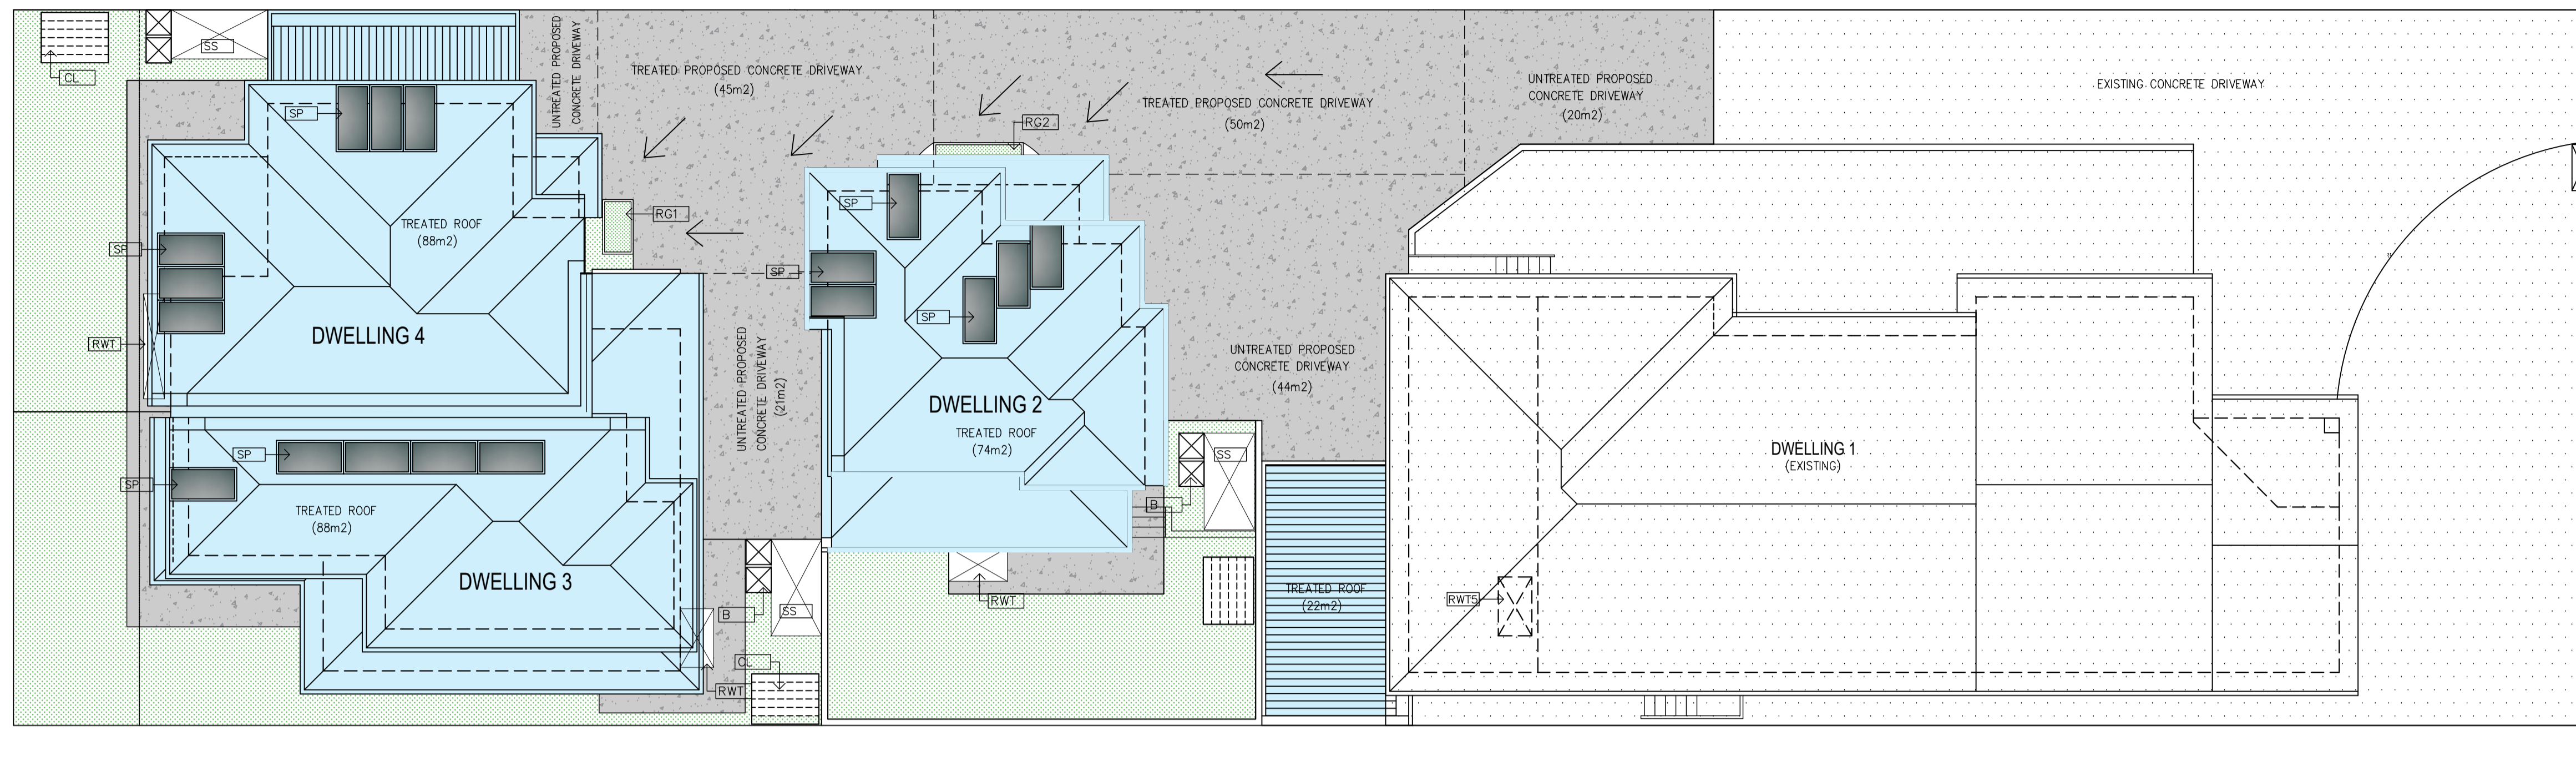 SS
CL
UNTREATED PROPOSED
CONCRETE DRIVEWAY
TREATED PROPOSED CONCRETE DRIVEWAY
(45m2)
TREATED PROPOSED CONCRETE DRIVEWAY
(50m2)
UNTREATED PROPOSED
CONCRETE DRIVEWAY
(20m2)
EXISTING CONCRETE DRIVEWAY
SP
RG2
TREATED ROOF
(88m2)
RG1
SP
SP
SP
RWT
DWELLING 4
SP
UNTREATED PROPOSED
CONCRETE DRIVEWAY
(21m2)
DWELLING 2
TREATED ROOF
(74m2)
UNTREATED PROPOSED
CONCRETE DRIVEWAY
(44m2)
DWELLING 1
(EXISTING)
SP
SP
SS
B
TREATED ROOF
(88m2)
DWELLING 3
B
SS
RWT
TREATED ROOF
(22m2)
RWT5
CL
RWT